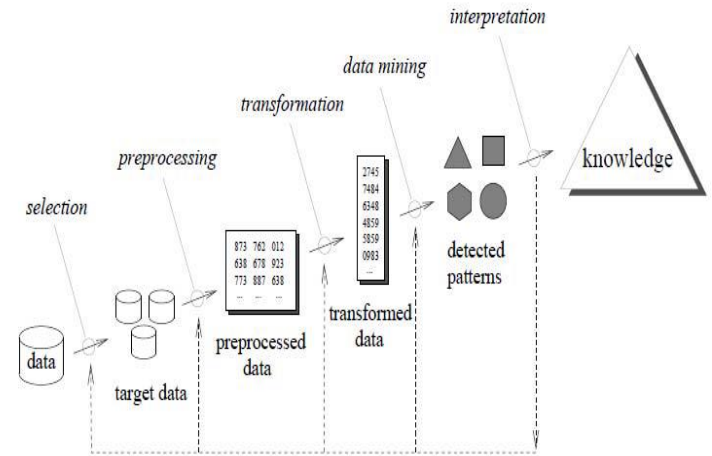 interpretation
data mining
transformation
preprocessing
selection
knowledge
2745
7484
6348
4859
5859
0983
...
detected
patterns
873 762 012
638 678 923
773 887 638
... ... ...
transformed
data
preprocessed
data
data
target data